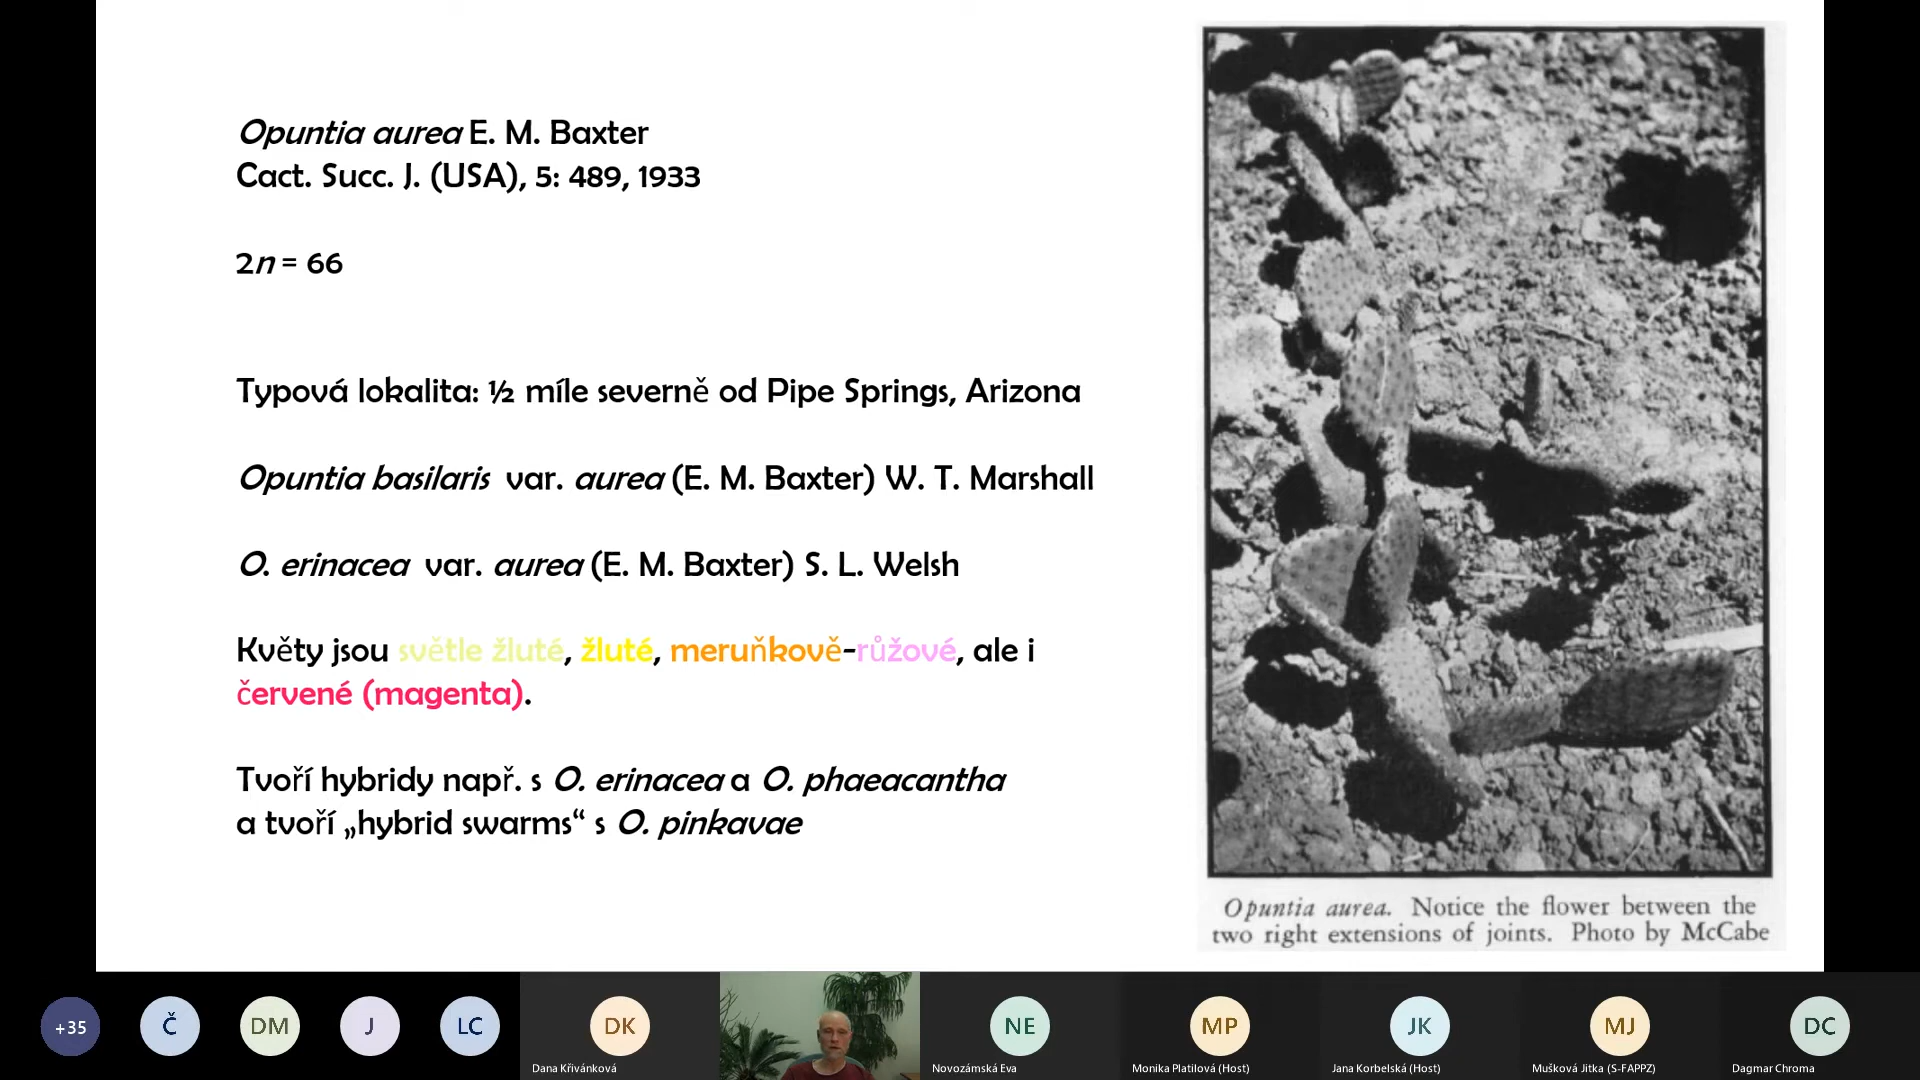 Opuntia aurea E. M. Baxter
Cact. Succ. J. (USA), 5: 489, 1933
2n = 66
Typová lokalita: ½ míle severně od Pipe Springs, Arizona
Opuntia basilaris var. aurea (E. M. Baxter) W. T. Marshall
O. erinacea var. aurea (E. M. Baxter) S. L. Welsh
Květy jsou světle žluté, žluté, meruňkově-růžové, ale i
červené (magenta).
Tvoří hybridy např. s O. erinacea a O. phaeacantha
a tvoří „hybrid swarms“ s O. pinkavae
Opuntia aurea. Notice the flower between the
two right extensions of joints. Photo by McCabe
+35
Č
DM
J
LC
DK
Dana Křivánková
NE
Novozámská Eva
MP
Monika Platilová (Host)
JK
Jana Korbelská (Host)
MJ
Mušková Jitka (S-FAPPZ)
DC
Dagmar Chroma